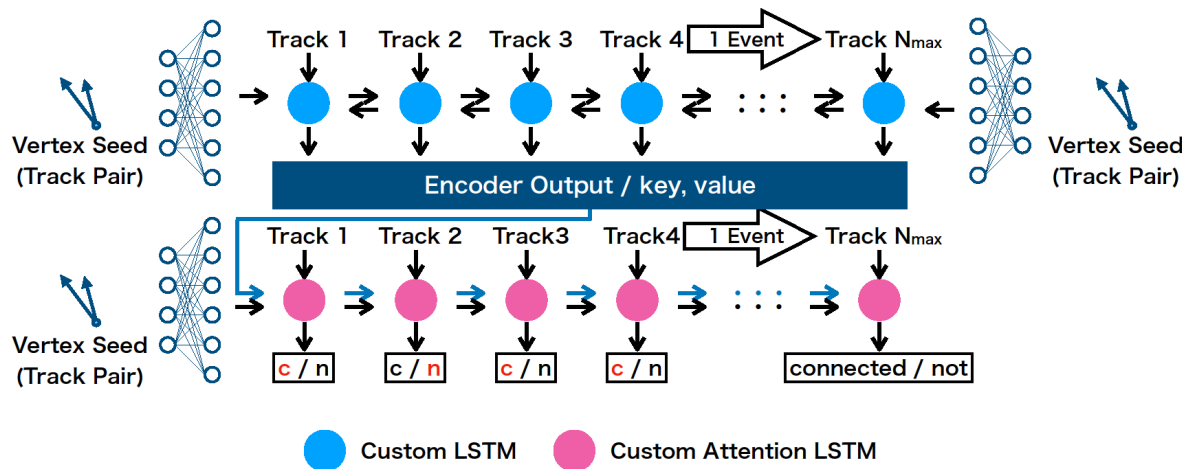 Track 1 Track 2 Track 3 Track 4 1 Event Track Nmax
Vertex Seed
(Track Pair)
Vertex Seed
(Track Pair)
Encoder Output / key, value
Track 1 Track 2 Track3 Track4 1 Event Track Nmax
Vertex Seed
(Track Pair)
c / n c / n c / n c / n connected / not
Custom LSTM Custom Attention LSTM